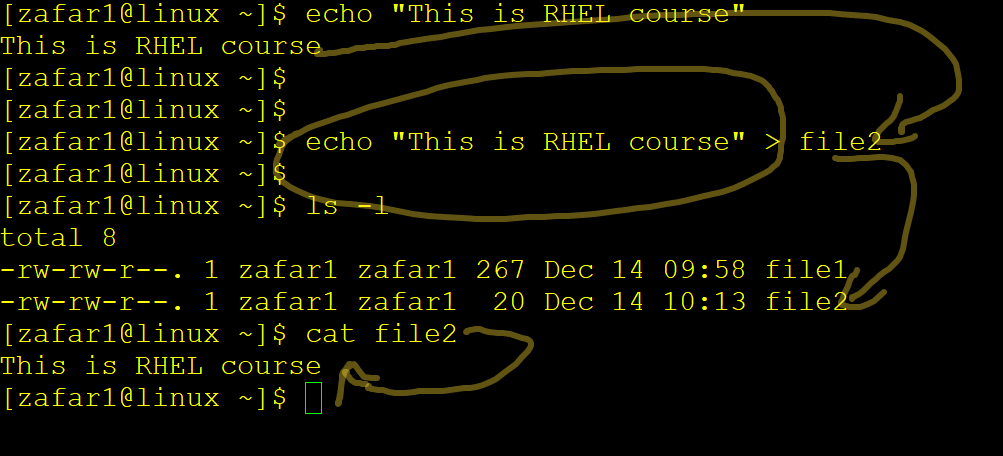 [zafar1@linux ~]$ echo "This is RHEL course"
This is RHEL course
[zafar1@linux ~]$
[zafar1@linux ~]$
[zafar1@linux ~]$ echo "This is RHEL course" > file2
[zafar1@linux ~]$
[zafar1@linux ~]$ ls -l
total 8
-rw-rw-r--. 1 zafar1 zafar1 267 Dec 14 09:58 file1
-rw-rw-r--. 1 zafar1 zafar1  20 Dec 14 10:13 file2
[zafar1@linux ~]$ cat file2
This is RHEL course
[zafar1@linux ~]$